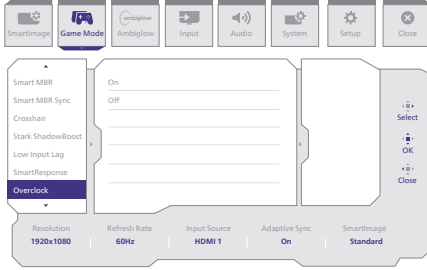 ambiglow
SmartImage
Game Mode
Ambiglow
Input
Audio
System
Setup
Close
Smart MBR
Smart MBR Sync
Crosshair
Stark ShadowBoost
Low Input Lag
SmartResponse
Overclock
On
Off
Select
OK
Close
Resolution Refresh Rate Input Source Adaptive Sync SmartImage
1920x1080 60Hz HDMI 1 On Standard